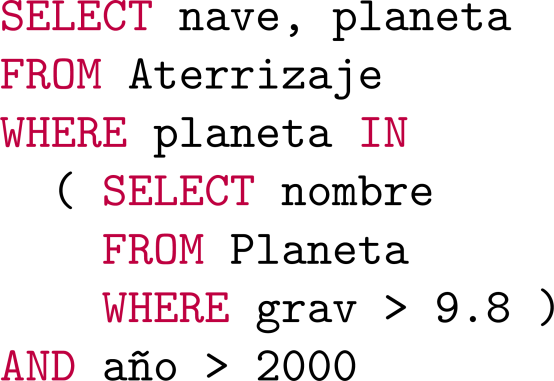 SELECT nave, planeta
FROM Aterrizaje
WHERE planeta IN
( SELECT nombre
FROM Planeta
WHERE grav > 9.8 )
AND año > 2000